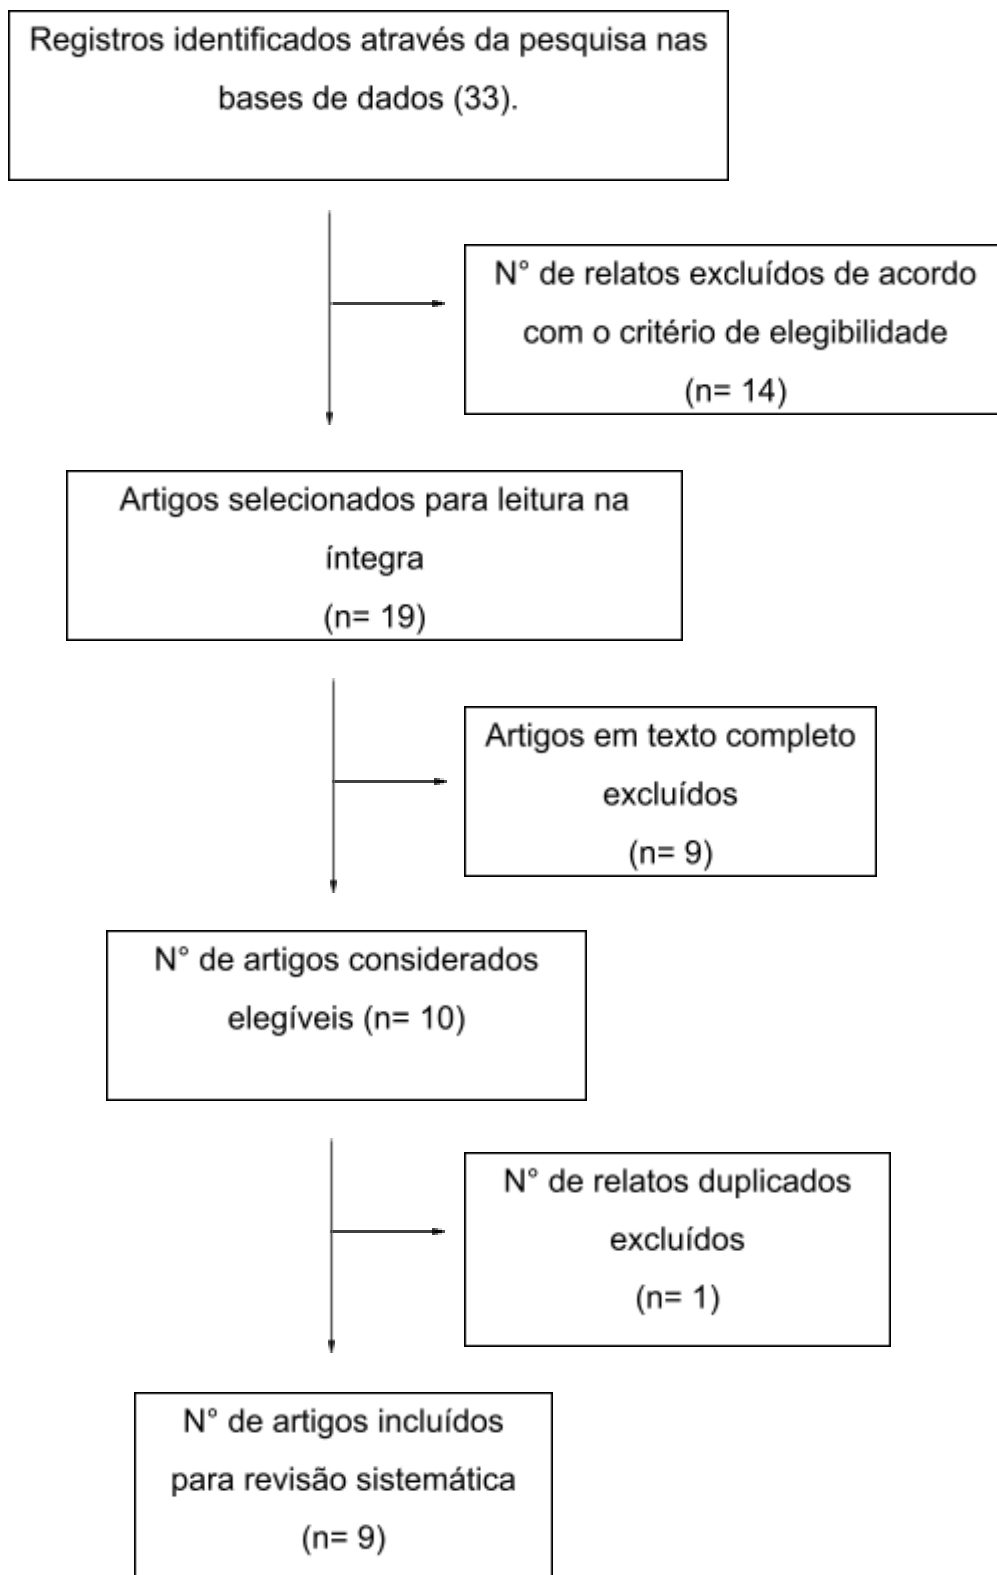 Registros identificados através da pesquisa nas
bases de dados (33).
N° de relatos excluídos de acordo
com o critério de elegibilidade
(n= 14)
Artigos selecionados para leitura na
íntegra
(n= 19)
Artigos em texto completo
excluídos
(n= 9)
N° de artigos considerados
elegíveis (n= 10)
N° de relatos duplicados
excluídos
(n= 1)
N° de artigos incluídos
para revisão sistemática
(n= 9)